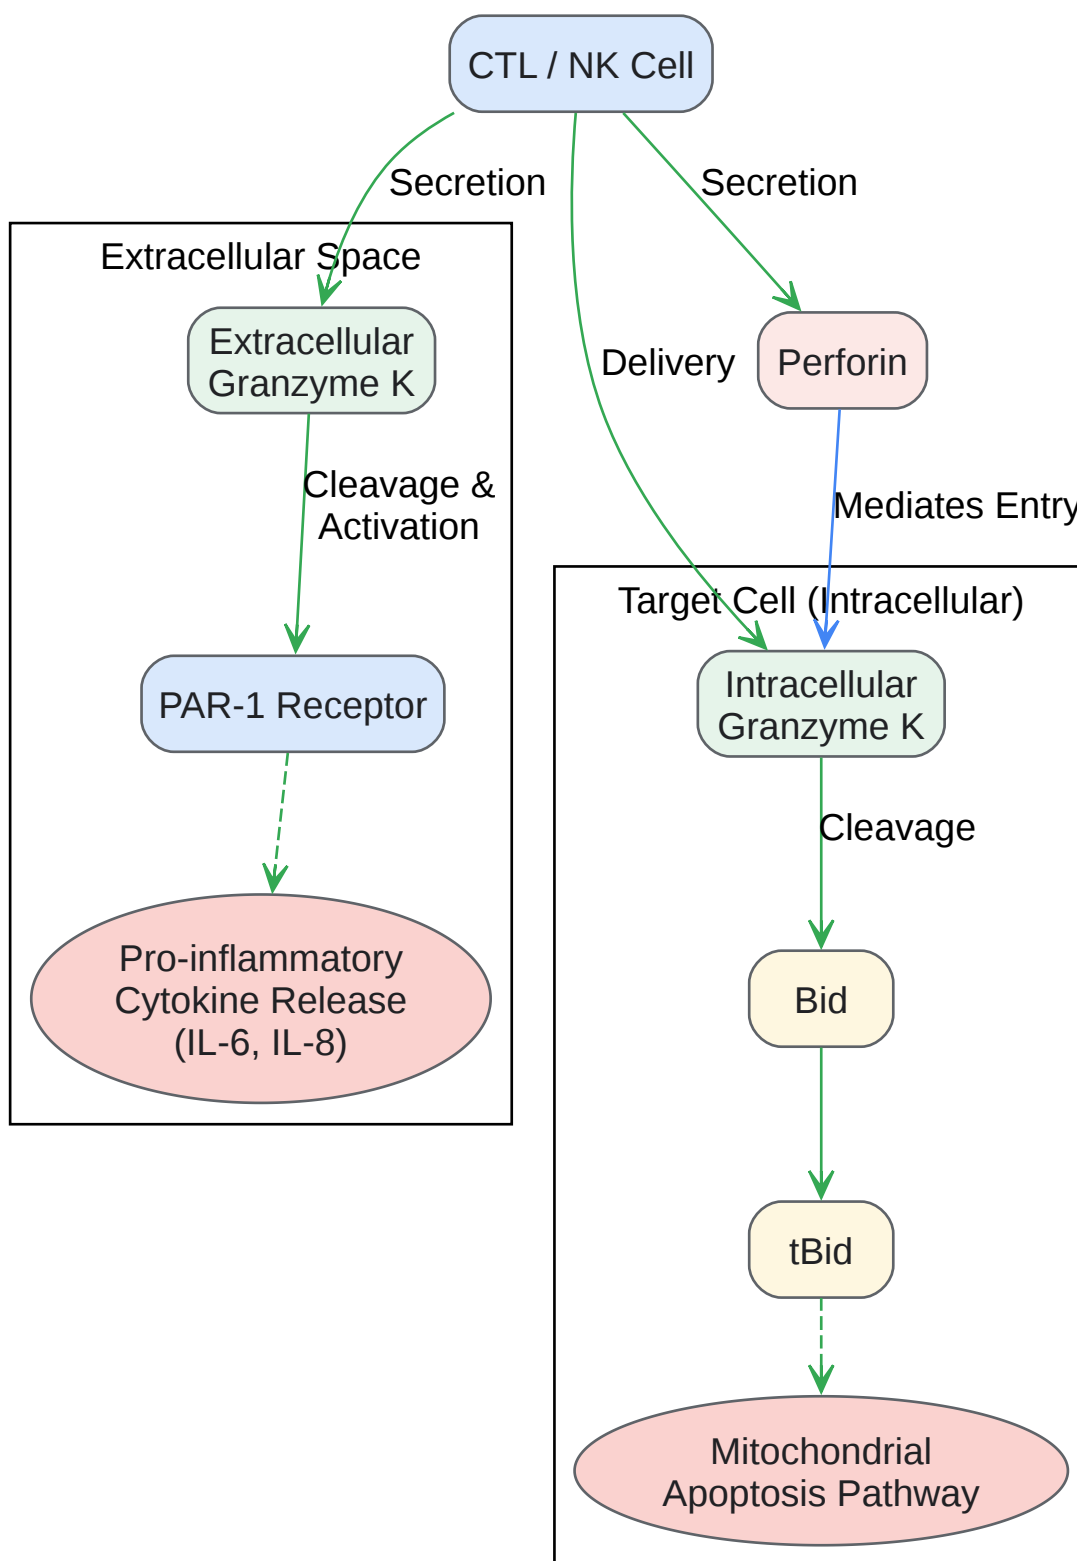 CTL / NK Cell
Secretion
Secretion
Extracellular Space
Extracellular
Granzyme K
Delivery
Perforin
Cleavage &
Activation
Mediates Entry
Target Cell (Intracellular)
PAR-1 Receptor
Intracellular
Granzyme K
Cleavage
Pro-inflammatory
Cytokine Release
(IL-6, IL-8)
Bid
tBid
Mitochondrial
Apoptosis Pathway